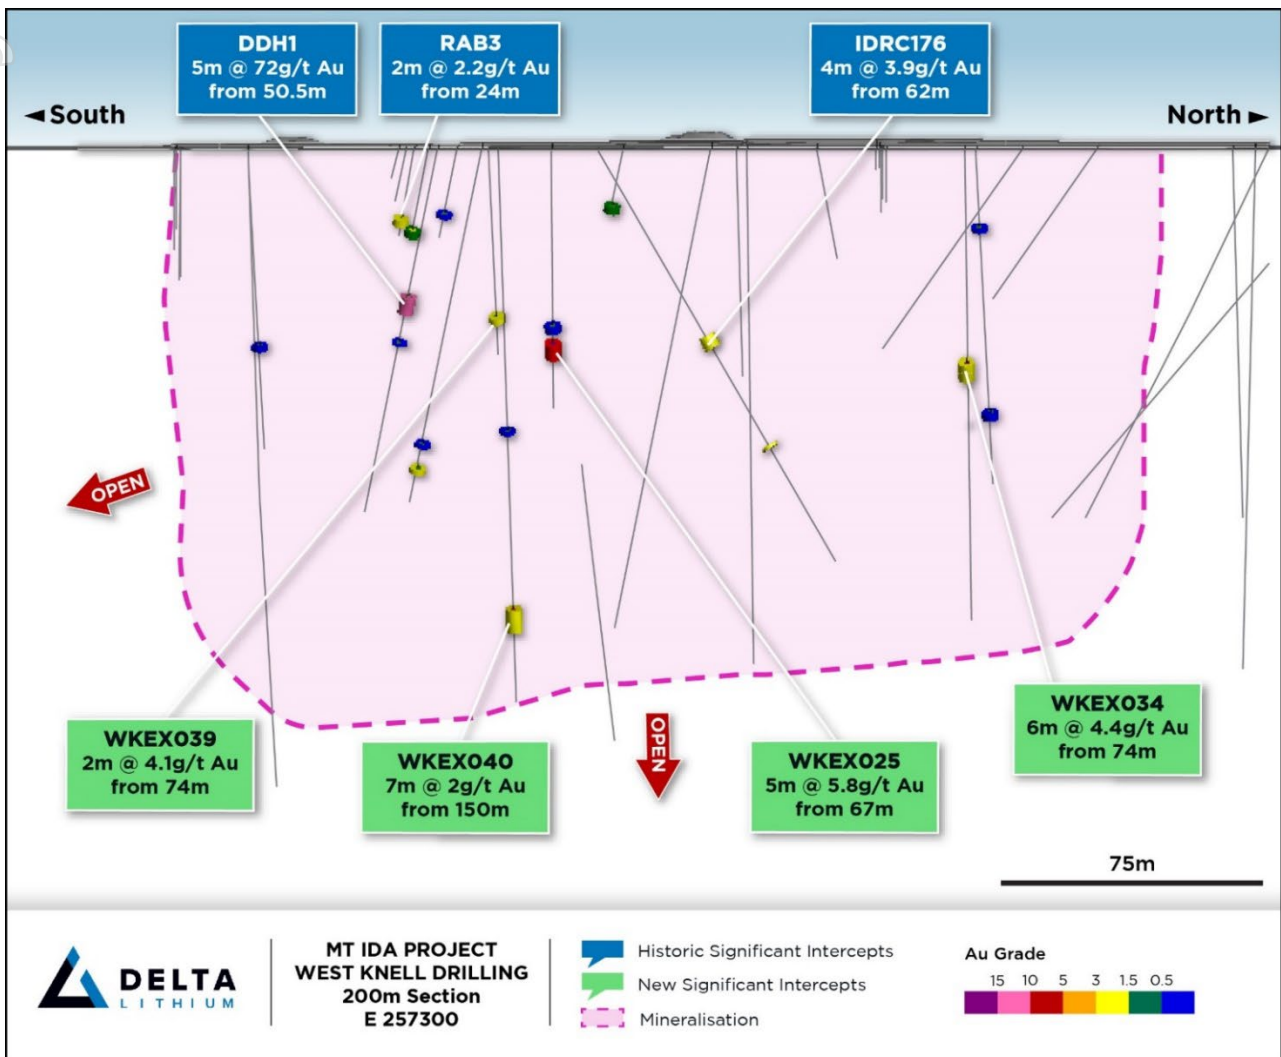 DDH1
5m @ 72g/t Au
from 50.5m
RAB3
2m @ 2.2g/t Au
from 24m
IDRC176
4m @ 3.9g/t Au
from 62m
◄ South
North ►
OPEN
OPEN
WKEX039
2m @ 4.1g/t Au
from 74m
WKEX040
7m @ 2g/t Au
from 150m
WKEX025
5m @ 5.8g/t Au
from 67m
WKEX034
6m @ 4.4g/t Au
from 74m
75m
DELTA
LITHIUM
MT IDA PROJECT
WEST KNELL DRILLING
200m Section
E 257300
Historic Significant Intercepts
New Significant Intercepts
Mineralisation
Au Grade
15 10 5 3 1.5 0.5